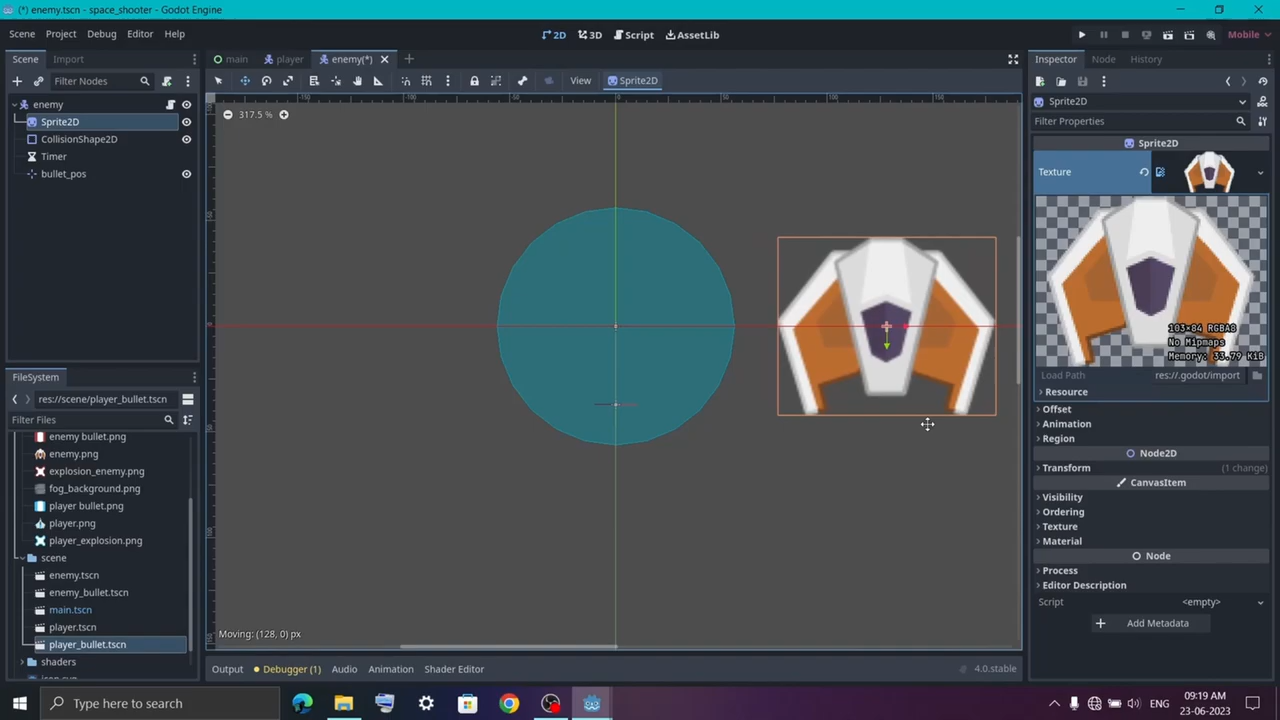 (*) enemy.tscn - space_shooter - Godot Engine
Scene Project Debug Editor Help
2D 3D Script AssetLib
Mobile
Scene Import
main player enemy(*)
Inspector Node History
Filter Nodes
View Sprite2D
enemy
Sprite2D
CollisionShape2D
Timer
bullet_pos
317.5 %
Sprite2D
Filter Properties
Sprite2D
Texture
103×84 RGBA8
No Mipmaps
Memory: 33.79 KiB
Load Path res://.godot/import
Resource
Offset
Animation
Region
Node2D
Transform (1 change)
CanvasItem
Visibility
Ordering
Texture
Material
Node
Process
Editor Description
Script <empty>
Add Metadata
FileSystem
res://scene/player_bullet.tscn
Filter Files
enemy bullet.png
enemy.png
explosion_enemy.png
fog_background.png
player bullet.png
player.png
player_explosion.png
scene
enemy.tscn
enemy_bullet.tscn
main.tscn
player.tscn
player_bullet.tscn
shaders
Moving: (128, 0) px
Output Debugger (1) Audio Animation Shader Editor
4.0.stable
Type here to search
ENG
09:19 AM
23-06-2023